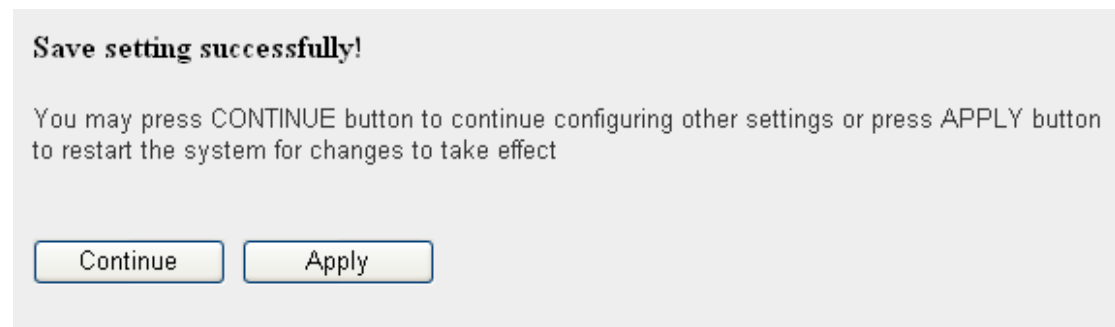 Save setting successfully!
You may press CONTINUE button to continue configuring other settings or press APPLY button
to restart the system for changes to take effect
Continue Apply